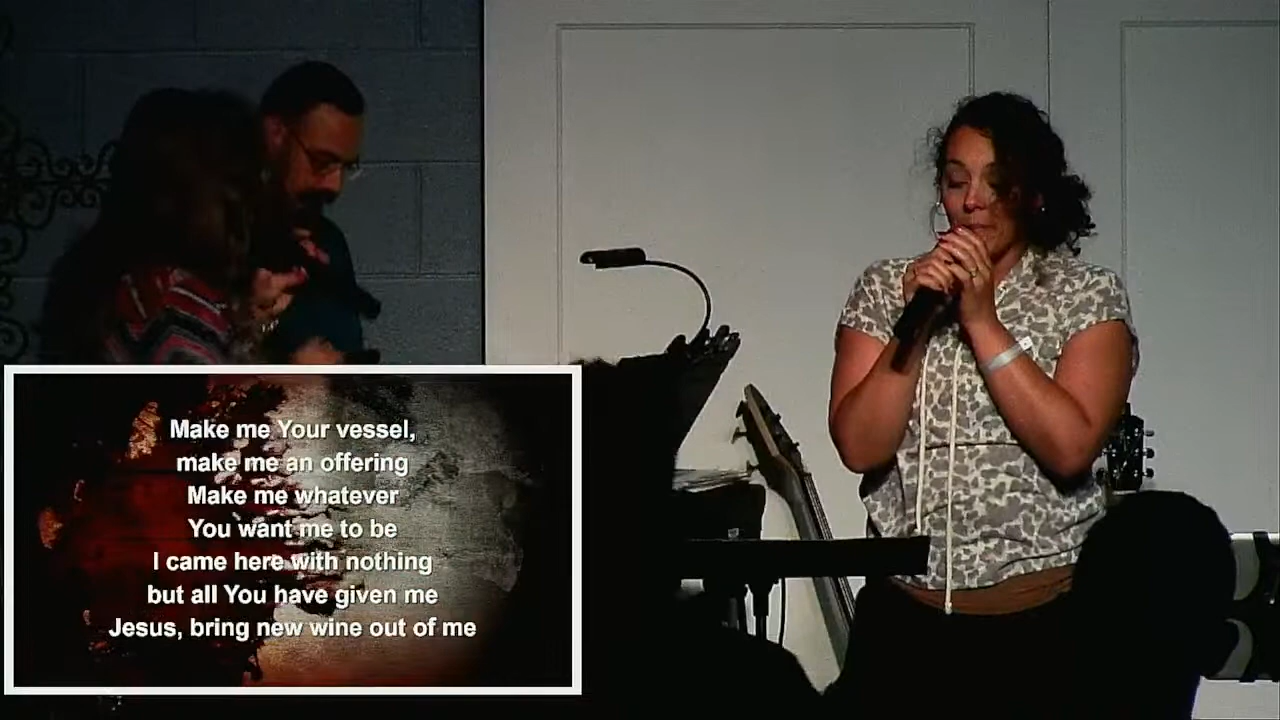 Make me Your vessel,
make me an offering
Make me whatever
You want me to be
I came here with nothing
but all You have given me
Jesus, bring new wine out of me